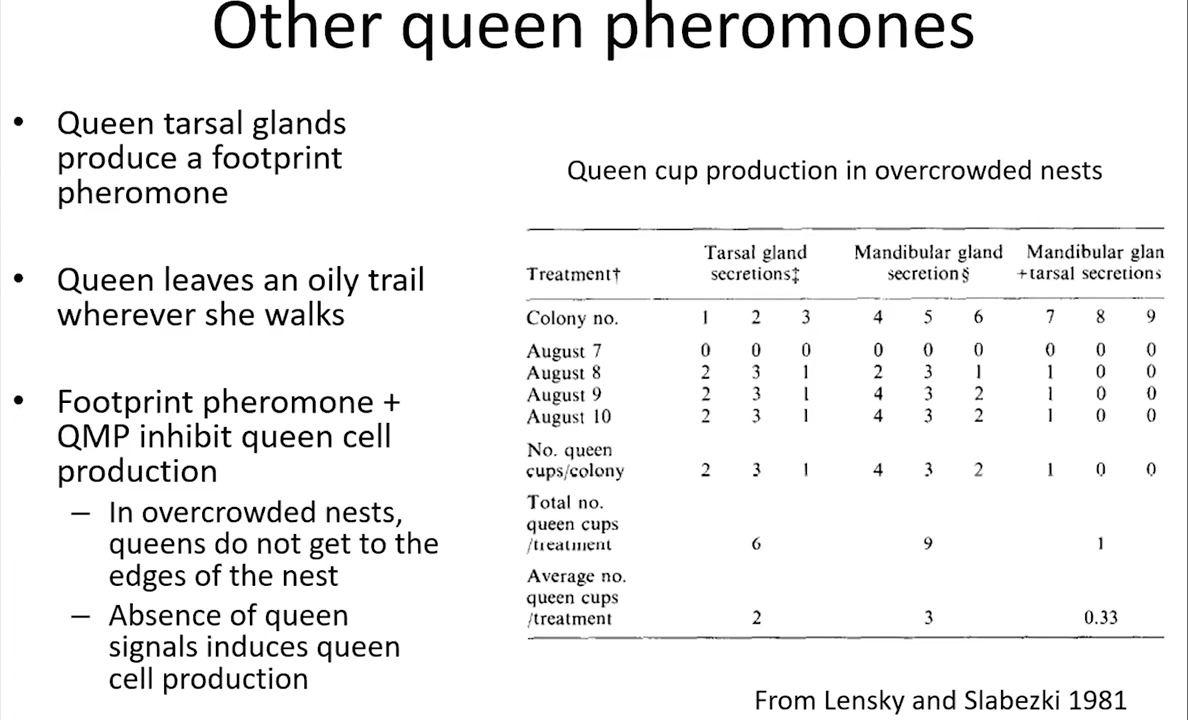 Other queen pheromones
• Queen tarsal glands
produce a footprint
pheromone
• Queen leaves an oily trail
wherever she walks
• Footprint pheromone +
QMP inhibit queen cell
production
– In overcrowded nests,
queens do not get to the
edges of the nest
– Absence of queen
signals induces queen
cell production
Queen cup production in overcrowded nests
Treatment† Tarsal gland secretions‡ Mandibular gland secretion§ Mandibular glan +tarsal secretions
Colony no. 1 2 3 4 5 6 7 8 9
August 7 0 0 0 0 0 0 0 0 0
August 8 2 3 1 2 3 1 1 0 0
August 9 2 3 1 4 3 2 1 0 0
August 10 2 3 1 4 3 2 1 0 0
No. queen
cups/colony 2 3 1 4 3 2 1 0 0
Total no.
queen cups
/treatment 6 9 1
Average no.
queen cups
/treatment 2 3 0.33
From Lensky and Slabezki 1981